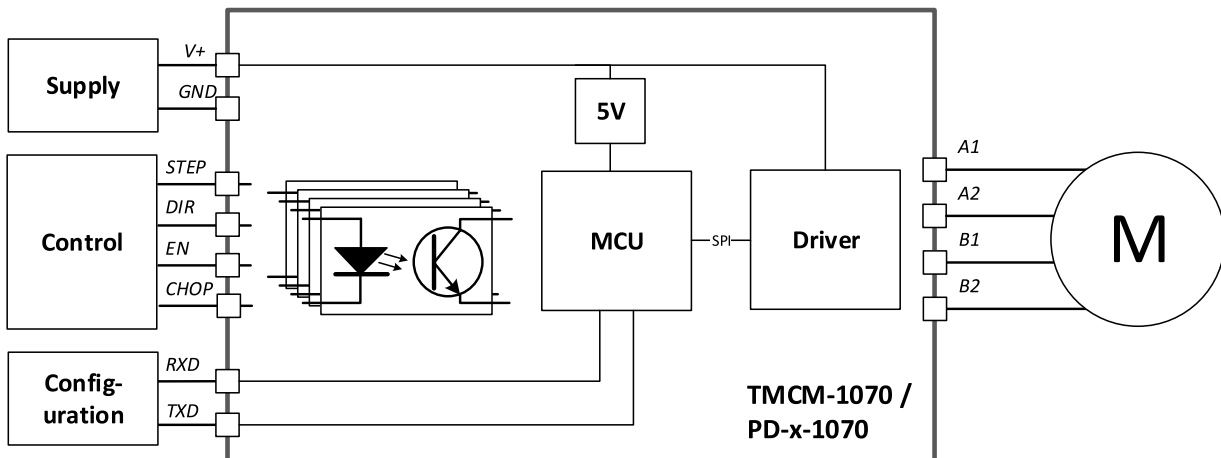 Supply
V+
GND
5V
Control
STEP
DIR
EN
CHOP
MCU
SPI
Driver
A1
A2
B1
B2
M
Config-
uration
RXD
TXD
TMCM-1070 /
PD-x-1070